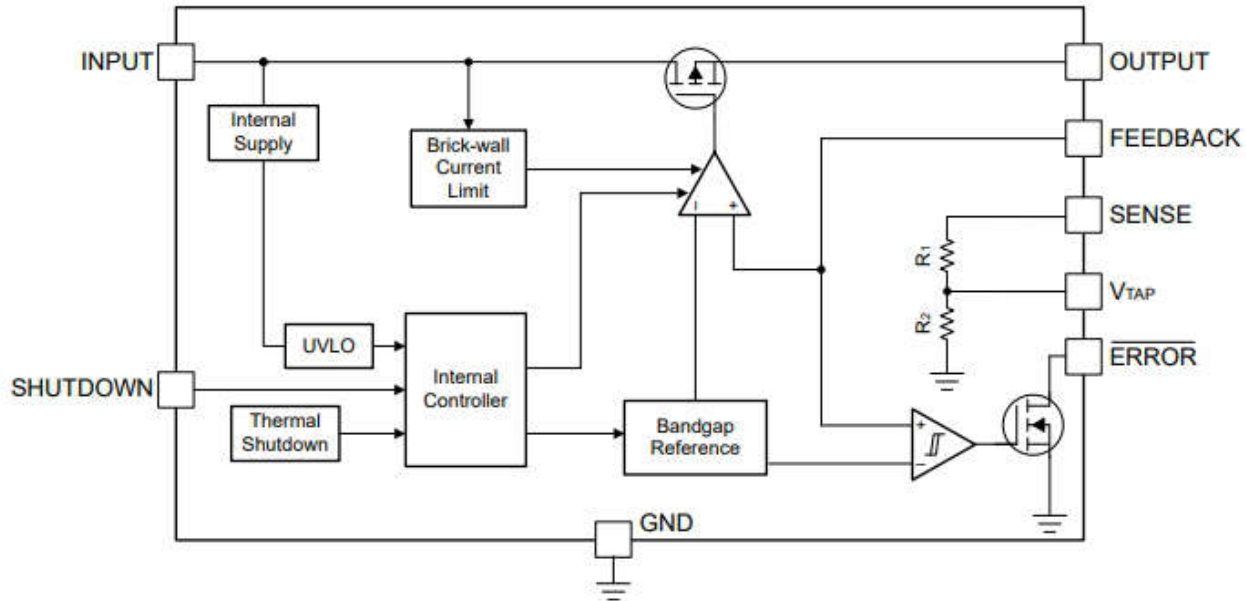 INPUT
OUTPUT
Internal
Supply
Brick-wall
Current
Limit
FEEDBACK
− +
SENSE
R1
VTAP
R2
UVLO
ERROR
SHUTDOWN
Internal
Controller
Thermal
Shutdown
Bandgap
Reference
+
−
GND